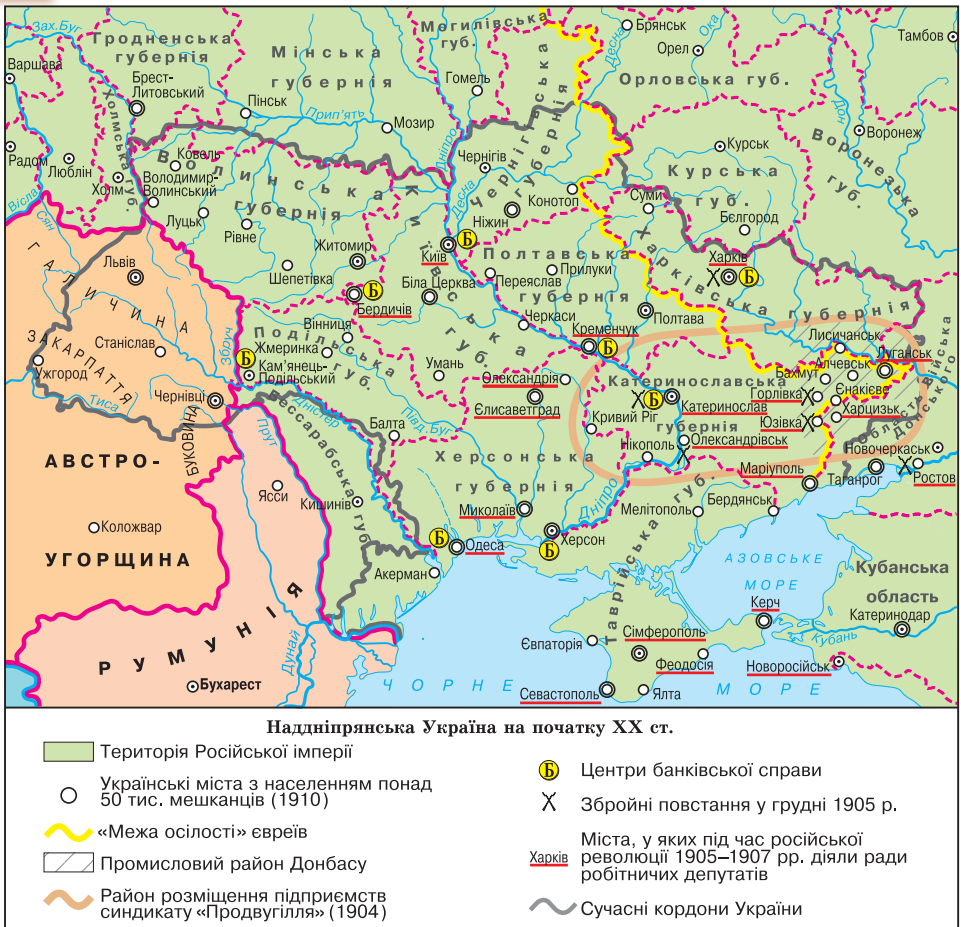 Зах.Буг
Гродненська
губернія
Мінська
губернія
Могилівська
губ.
Брянськ
Десна
Ока
Орел
Тамбов
Варшава
Брест-
Литовський
Пінськ
Прип'ять
Мозир
Гомель
Дніпро
Орловська губ.
Дон
Воронеж
Воронезька
губ.
Радом
Люблін
Холмська губ.
Холм
Вісла
Сян
Ковель
Володимир-
Волинський
Луцьк
Рівне
Волинська
губернія
Житомир
Шепетівка
Чернігів
Чернігівська
губернія
Десна
Ніжин
Конотоп
Курськ
Курська
губ.
Суми
Бєлгород
Київ
Б
Київська
губ.
Полтавська
губернія
Прилуки
Переяслав
Харків
Б
Харківська губернія
Львів
ГАЛИЧИНА
Бердичів
Б
Біла Церква
Полтава
Черкаси
Кременчук
Б
Станіслав
ЗАКАРПАТТЯ
Ужгород
Тиса
Чернівці
БУКОВИНА
Збруч
Б
Подільська
губ.
Вінниця
Жмеринка
Кам'янець-
Подільський
Умань
Лисичанськ
Луганськ
Алчевськ
Бахмут
Єнакієве
Горлівка
Харцизьк
Юзівка
Область Війська
Донського
Олександрія
Єлисаветград
Катеринославська
губернія
Б
Катеринослав
Кривий Ріг
Нікополь
Олександрівськ
Новочеркаськ
Ростов
Таганрог
Маріуполь
АВСТРО-
УГОРЩИНА
Коложвар
Прут
Дністер
Півд. Буг
Бессарабська губ.
Балта
Ясси
Кишинів
Херсонська
губернія
Миколаїв
Дніпро
Херсон
Б
Б
Одеса
Акерман
Мелітополь
Бердянськ
Таврійська губ.
АЗОВСЬКЕ
МОРЕ
Кубанська
область
Катеринодар
Кубань
Керч
Сімферополь
Євпаторія
Феодосія
Новоросійськ
Севастополь
Ялта
РУМУНІЯ
Дунай
Бухарест
ЧОРНЕ МОРЕ
Наддніпрянська Україна на початку XX ст.
Територія Російської імперії
Українські міста з населенням понад
50 тис. мешканців (1910)
«Межа осілості» євреїв
Промисловий район Донбасу
Район розміщення підприємств
синдикату «Продвугілля» (1904)
Б
Центри банківської справи
Збройні повстання у грудні 1905 р.
Харків
Міста, у яких під час російської
революції 1905–1907 рр. діяли ради
робітничих депутатів
Сучасні кордони України